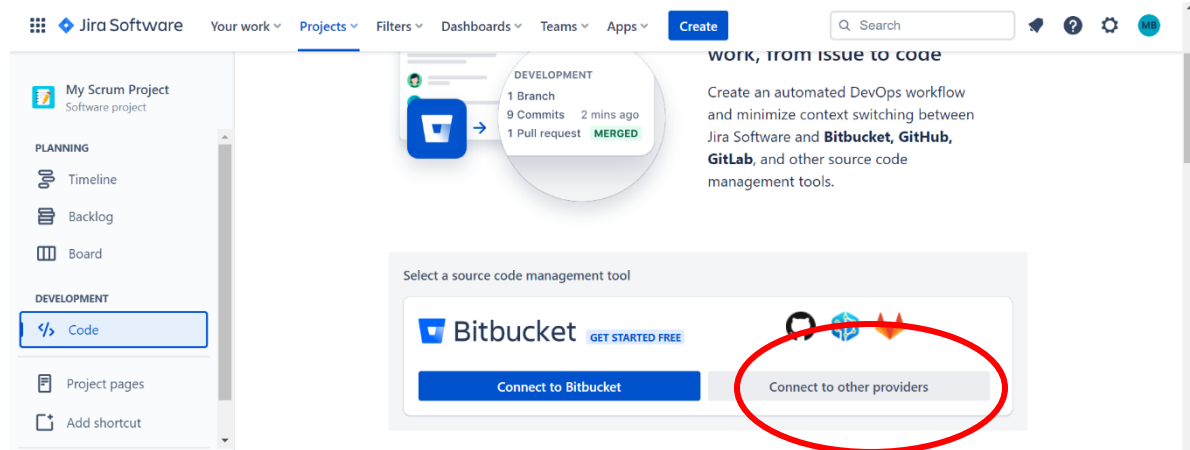 Jira Software Your work Projects Filters Dashboards Teams Apps Create Search MB
My Scrum Project
Software project
PLANNING
Timeline
Backlog
Board
DEVELOPMENT
Code
Project pages
Add shortcut
DEVELOPMENT
1 Branch
9 Commits 2 mins ago
1 Pull request MERGED
work, from issue to code
Create an automated DevOps workflow
and minimize context switching between
Jira Software and Bitbucket, GitHub,
GitLab, and other source code
management tools.
Select a source code management tool
Bitbucket GET STARTED FREE
Connect to Bitbucket Connect to other providers